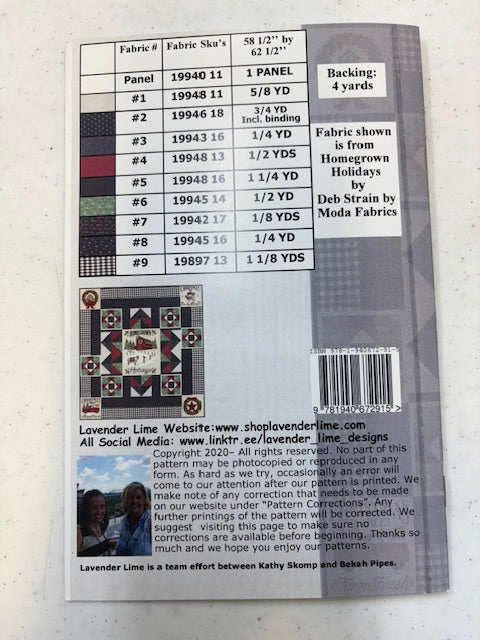 Fabric # Fabric Sku's 58 1/2'' by 62 1/2''
Panel 19940 11 1 PANEL
#1 19948 11 5/8 YD
#2 19946 18 3/4 YD Incl. binding
#3 19943 16 1/4 YD
#4 19948 13 1/2 YDS
#5 19948 16 1 1/4 YD
#6 19945 14 1/2 YD
#7 19942 17 1/8 YDS
#8 19945 16 1/4 YD
#9 19897 13 1 1/8 YDS
Backing:
4 yards
Fabric shown
is from
Homegrown
Holidays
by
Deb Strain by
Moda Fabrics
ISBN 978-1-940672-91-5
9 781940 672915 >
Lavender Lime Website:www.shoplavenderlime.com
All Social Media: www.linktr.ee/lavender_lime_designs
Copyright 2020– All rights reserved. No part of
this pattern may be photocopied or reproduced in any
form. As hard as we try, occasionally an error will
come to our attention after our pattern is printed. We
make note of any correction that needs to be made
on our website under "Pattern Corrections". Any
further printings of the pattern will be corrected. We
suggest visiting this page to make sure no
corrections are available before beginning. Thanks so
much and we hope you enjoy our patterns.
Lavender Lime is a team effort between Kathy Skomp and Bekah Pipes.
Farm Fresh